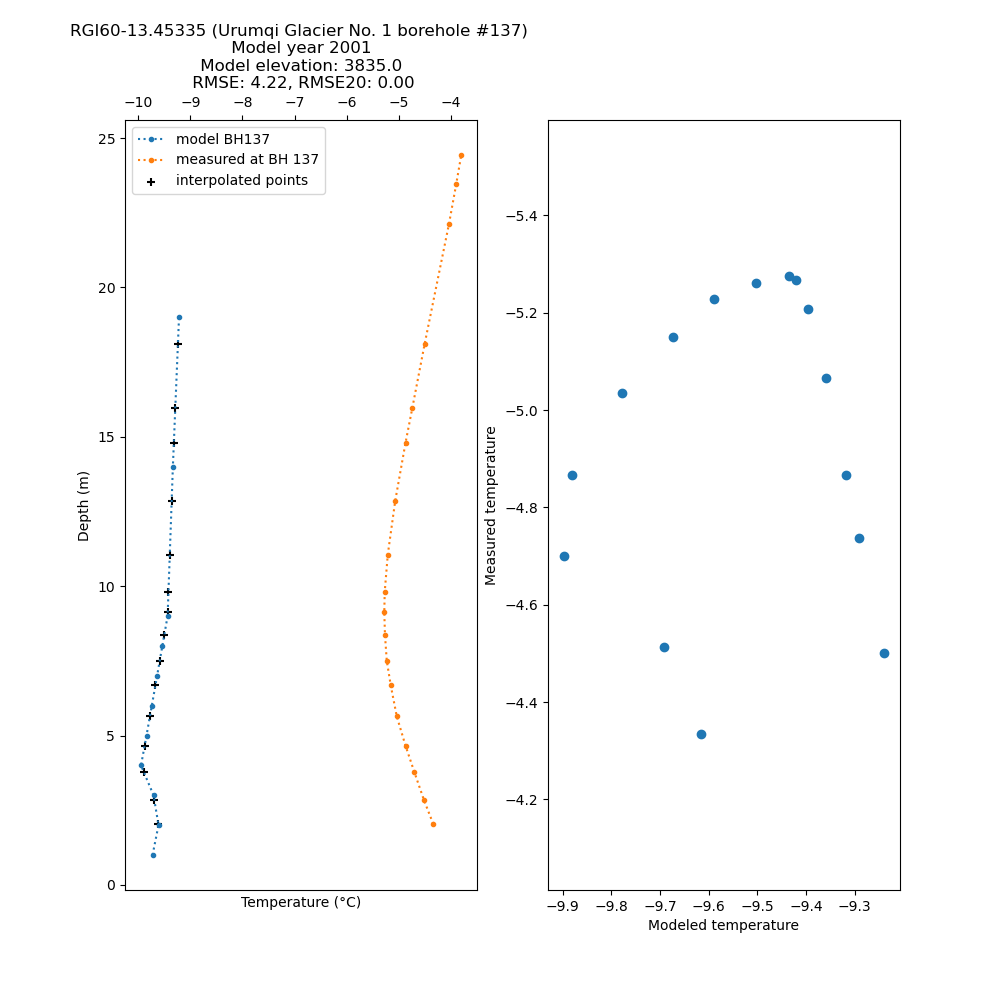 RGI60-13.45335 (Urumqi Glacier No. 1 borehole #137)
Model year 2001
Model elevation: 3835.0
RMSE: 4.22, RMSE20: 0.00
−10 −9 −8 −7 −6 −5 −4
model BH137
measured at BH 137
interpolated points
25
20
15
10
5
0
Depth (m)
Temperature (°C)
−5.4
−5.2
−5.0
−4.8
−4.6
−4.4
−4.2
Measured temperature
−9.9 −9.8 −9.7 −9.6 −9.5 −9.4 −9.3
Modeled temperature